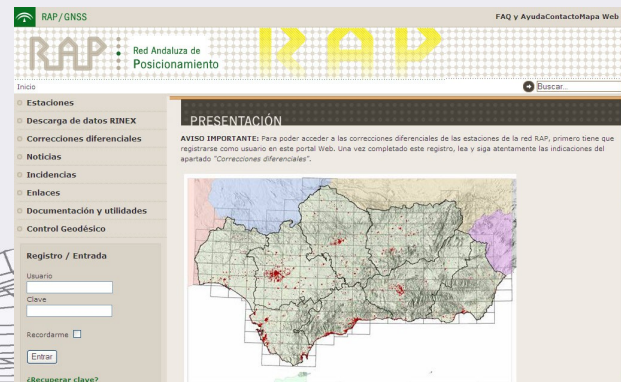 RAP/GNSS
FAQ y AyudaContactoMapa Web
RAP
Red Andaluza de
Posicionamiento
RAP
Inicio
Buscar...
Estaciones
Descarga de datos RINEX
Correcciones diferenciales
Noticias
Incidencias
Enlaces
Documentación y utilidades
Control Geodésico
Registro / Entrada
Usuario
Clave
Recordarme
Entrar
¿Recuperar clave?
PRESENTACIÓN
AVISO IMPORTANTE: Para poder acceder a las correcciones diferenciales de las estaciones de la red RAP, primero tiene que
registrarse como usuario en este portal Web. Una vez completado este registro, lea y siga atentamente las indicaciones del
apartado "Correcciones diferenciales".